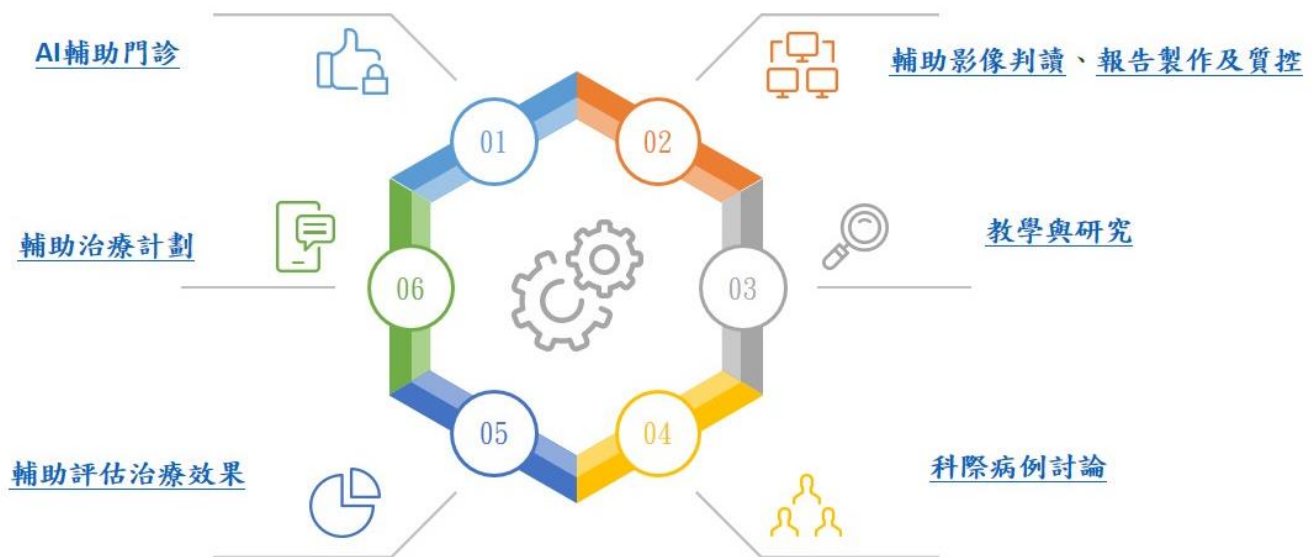 AI輔助門診
輔助影像判讀、報告製作及質控
01
02
輔助治療計劃
教學與研究
06
03
輔助評估治療效果
05
04
科際病例討論